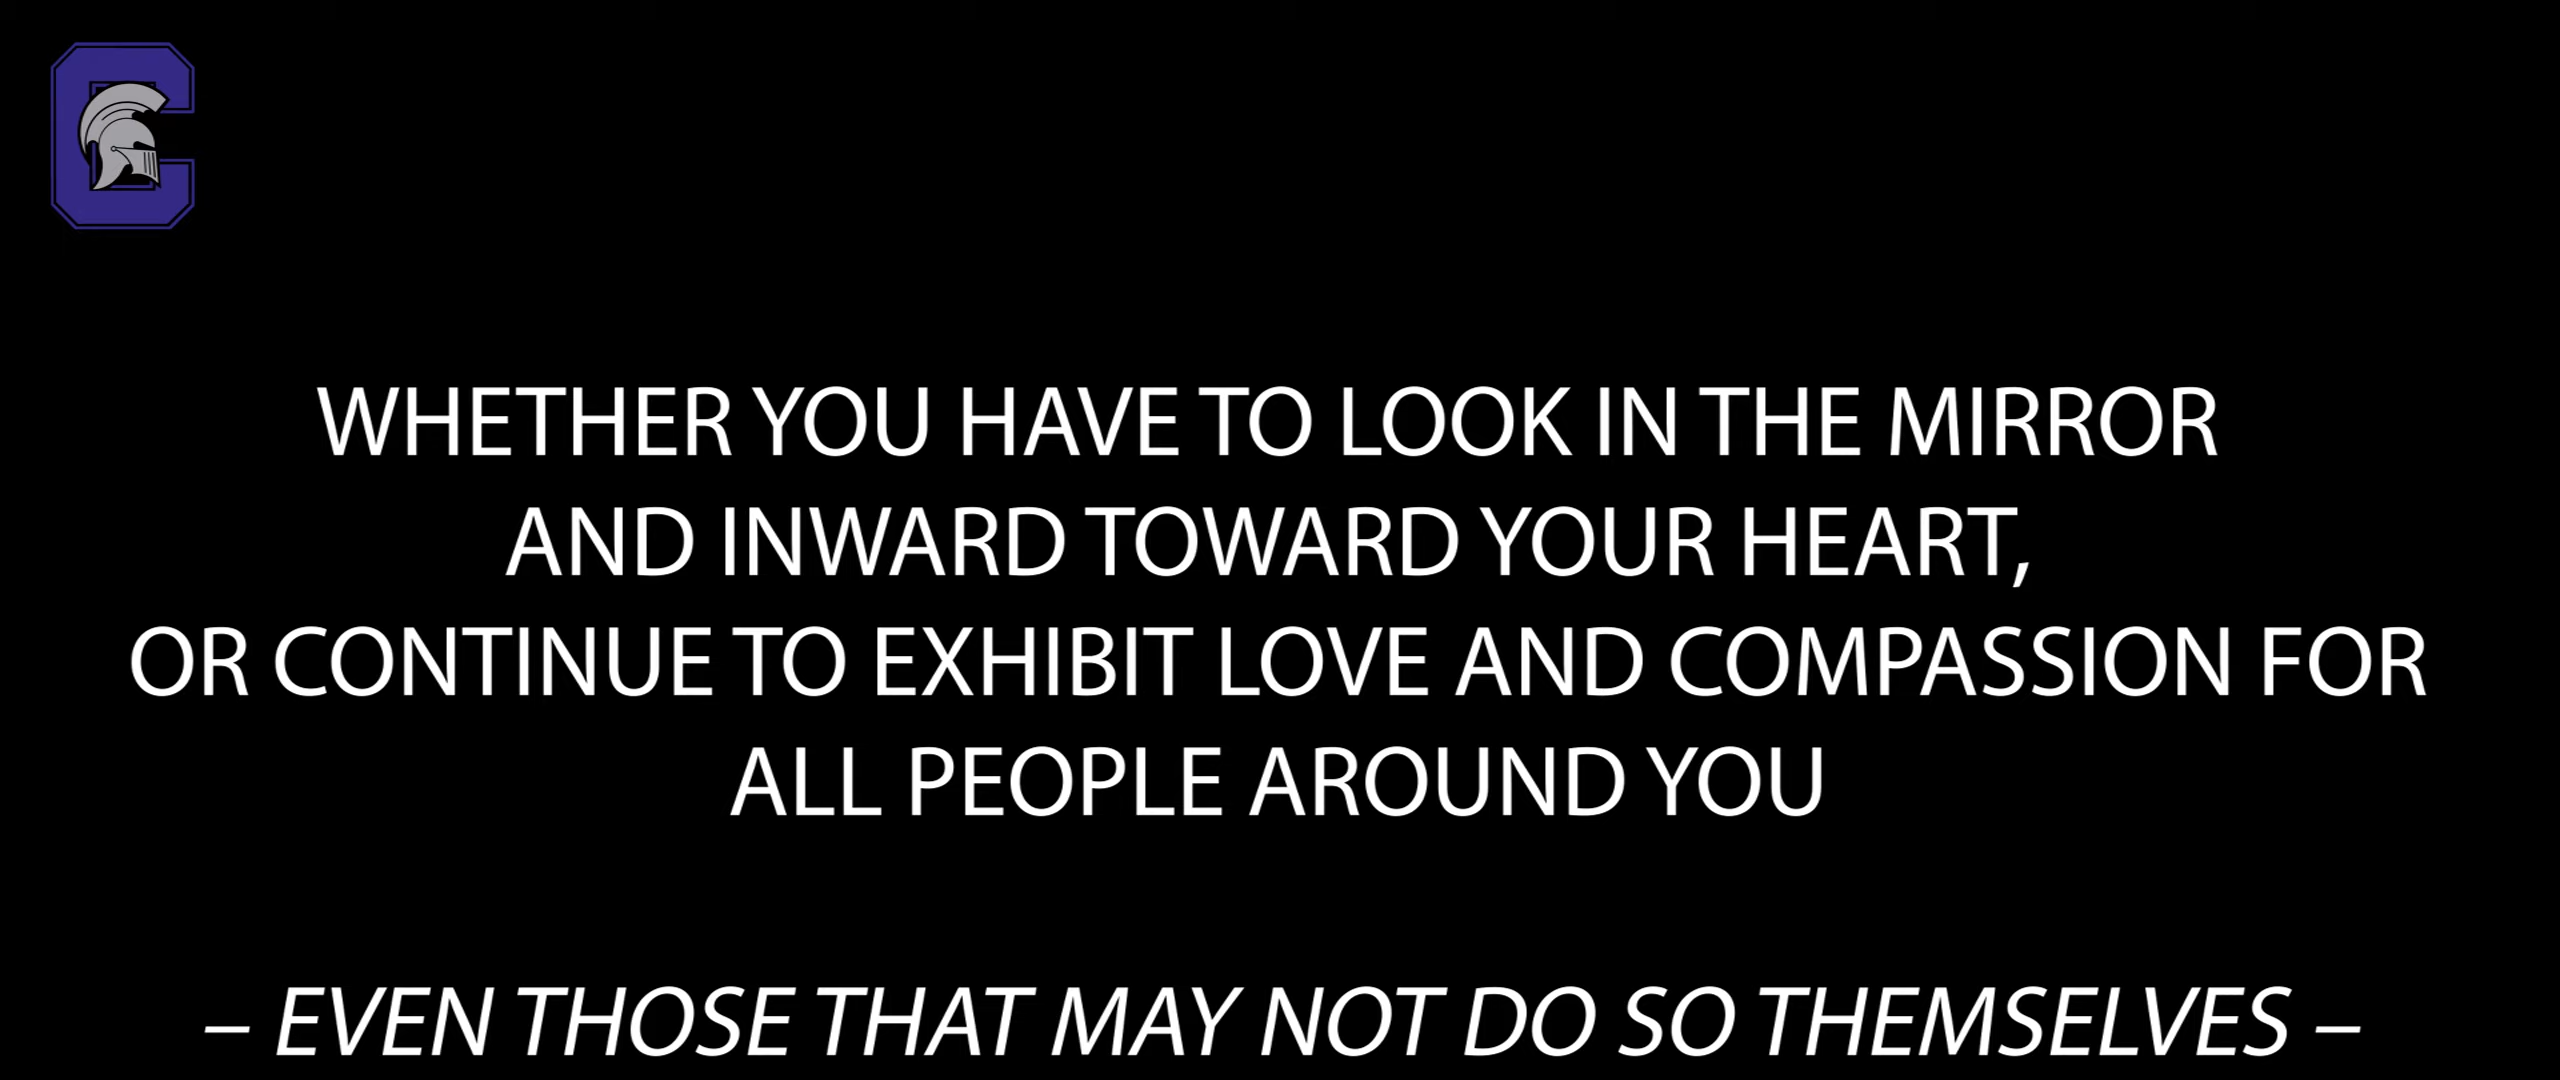 C
WHETHER YOU HAVE TO LOOK IN THE MIRROR
AND INWARD TOWARD YOUR HEART,
OR CONTINUE TO EXHIBIT LOVE AND COMPASSION FOR
ALL PEOPLE AROUND YOU
– EVEN THOSE THAT MAY NOT DO SO THEMSELVES –